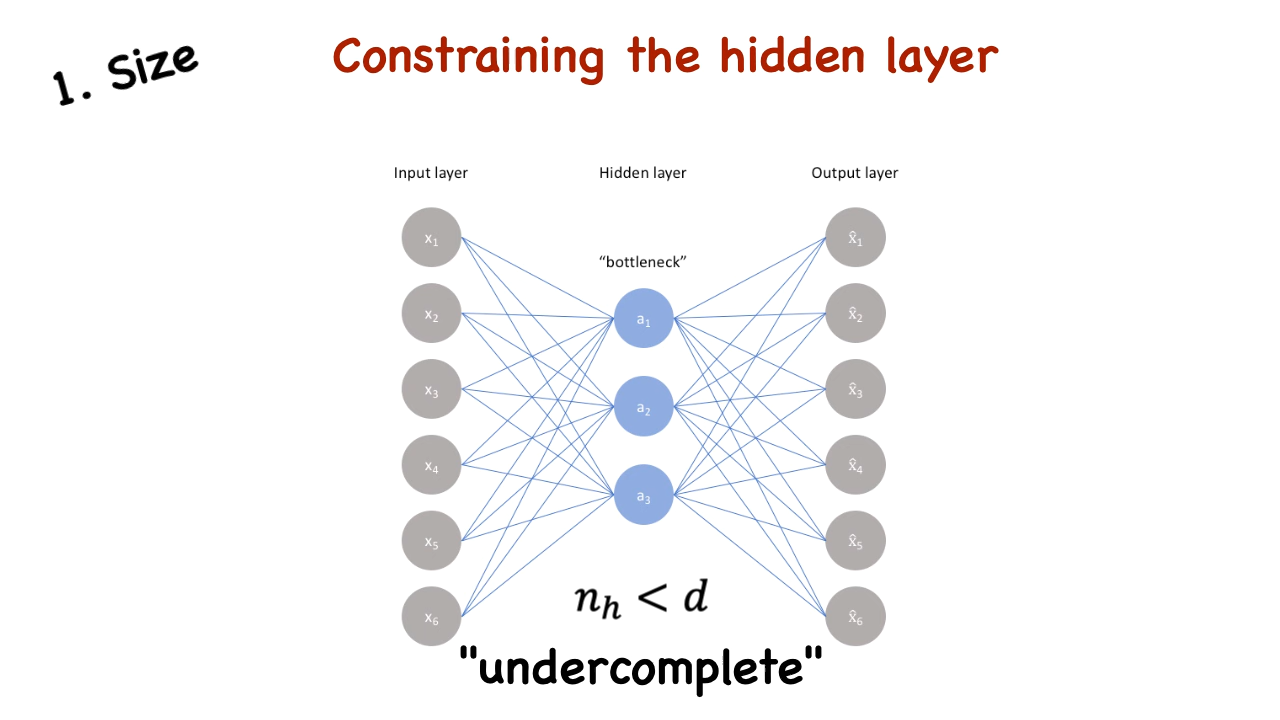 1. Size
Constraining the hidden layer
Input layer
Hidden layer
Output layer
“bottleneck”
x₁
x₂
x₃
x₄
x₅
x₆
a₁
a₂
a₃
x̂₁
x̂₂
x̂₃
x̂₄
x̂₅
x̂₆
nₕ < d
"undercomplete"